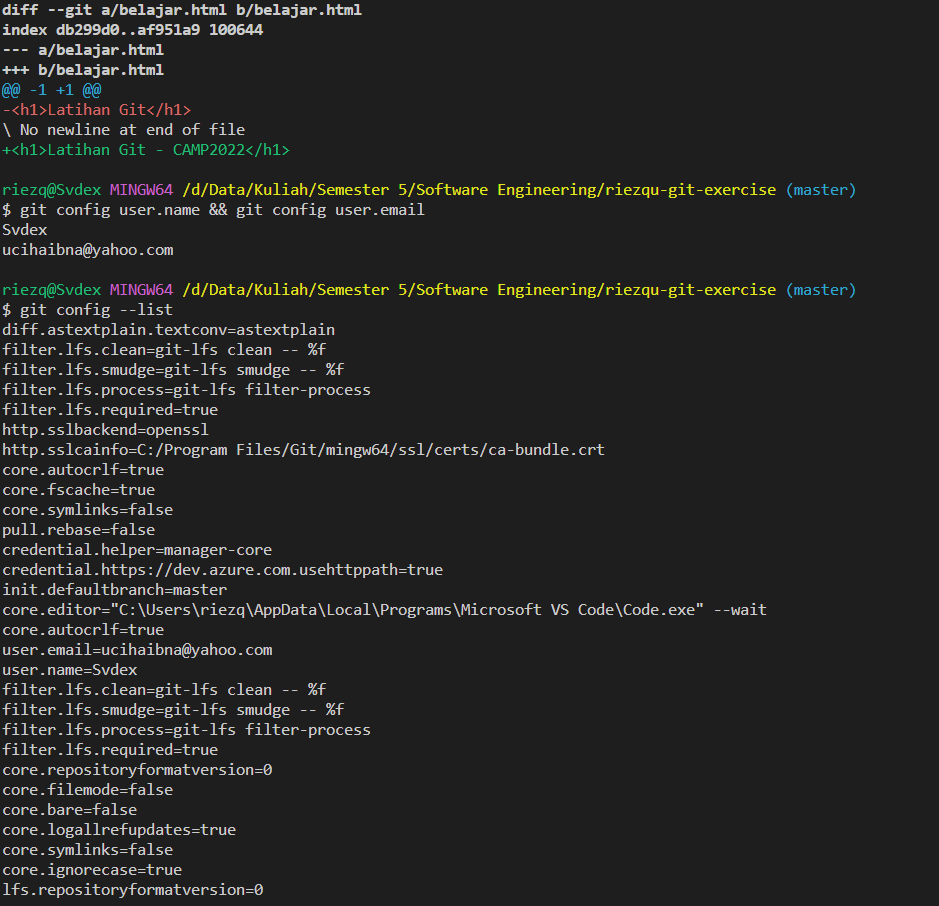 diff --git a/belajar.html b/belajar.html
index db299d0..af951a9 100644
--- a/belajar.html
+++ b/belajar.html
@@ -1 +1 @@
-<h1>Latihan Git</h1>
\ No newline at end of file
+<h1>Latihan Git - CAMP2022</h1>
riezq@Svdex MINGW64 /d/Data/Kuliah/Semester 5/Software Engineering/riezqu-git-exercise (master)
$ git config user.name && git config user.email
Svdex
ucihaibna@yahoo.com
riezq@Svdex MINGW64 /d/Data/Kuliah/Semester 5/Software Engineering/riezqu-git-exercise (master)
$ git config --list
diff.astextplain.textconv=astextplain
filter.lfs.clean=git-lfs clean -- %f
filter.lfs.smudge=git-lfs smudge -- %f
filter.lfs.process=git-lfs filter-process
filter.lfs.required=true
http.sslbackend=openssl
http.sslcainfo=C:/Program Files/Git/mingw64/ssl/certs/ca-bundle.crt
core.autocrlf=true
core.fscache=true
core.symlinks=false
pull.rebase=false
credential.helper=manager-core
credential.https://dev.azure.com.usehttppath=true
init.defaultbranch=master
core.editor="C:\Users\riezq\AppData\Local\Programs\Microsoft VS Code\Code.exe" --wait
core.autocrlf=true
user.email=ucihaibna@yahoo.com
user.name=Svdex
filter.lfs.clean=git-lfs clean -- %f
filter.lfs.smudge=git-lfs smudge -- %f
filter.lfs.process=git-lfs filter-process
filter.lfs.required=true
core.repositoryformatversion=0
core.filemode=false
core.bare=false
core.logallrefupdates=true
core.symlinks=false
core.ignorecase=true
lfs.repositoryformatversion=0